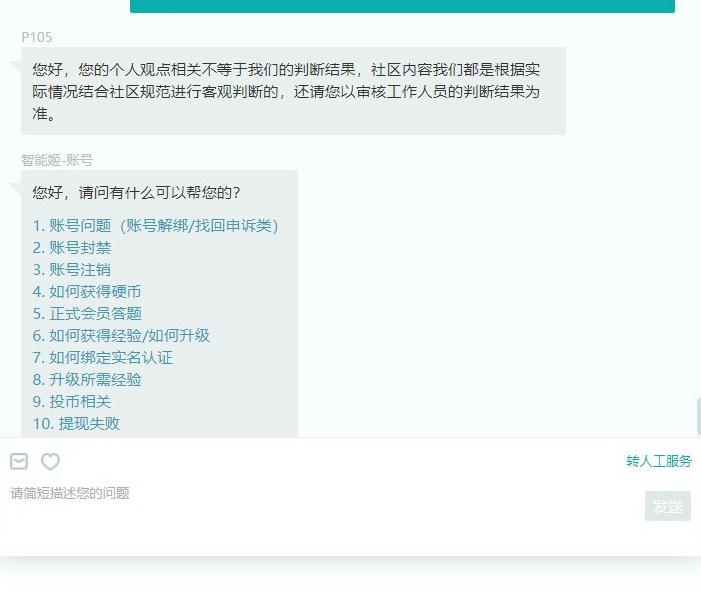 P105
您好，您的个人观点相关不等于我们的判断结果，社区内容我们都是根据实
际情况结合社区规范进行客观判断的，还请您以审核工作人员的判断结果为
准。
智能姬-账号
您好，请问有什么可以帮您的？
1. 账号问题（账号解绑/找回申诉类）
2. 账号封禁
3. 账号注销
4. 如何获得硬币
5. 正式会员答题
6. 如何获得经验/如何升级
7. 如何绑定实名认证
8. 升级所需经验
9. 投币相关
10. 提现失败
转人工服务
请简短描述您的问题
发送